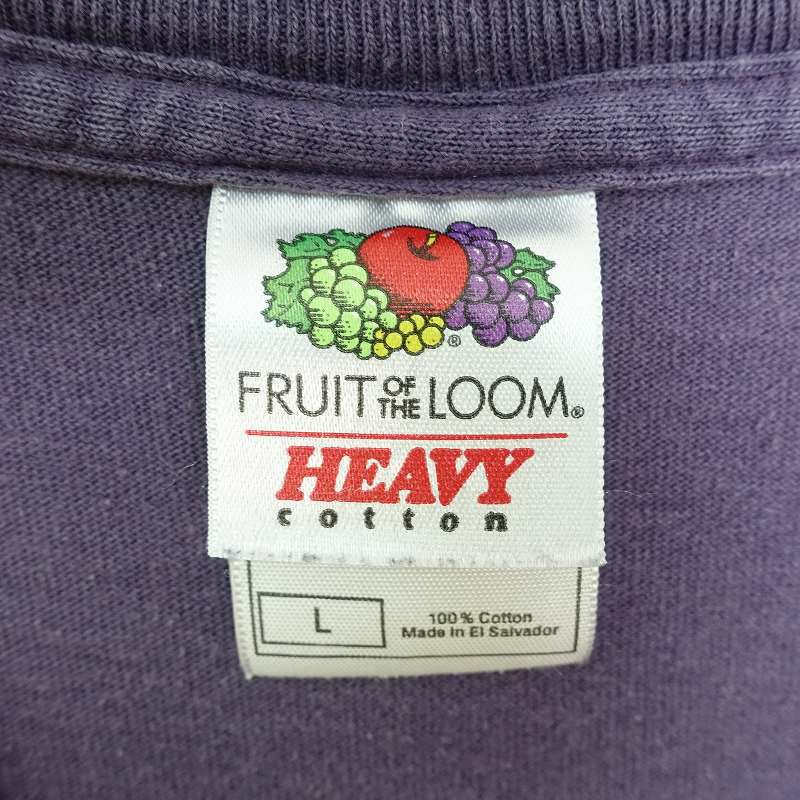 ®
FRUIT OF THE LOOM®
HEAVY
cotton
L
100% Cotton
Made In El Salvador